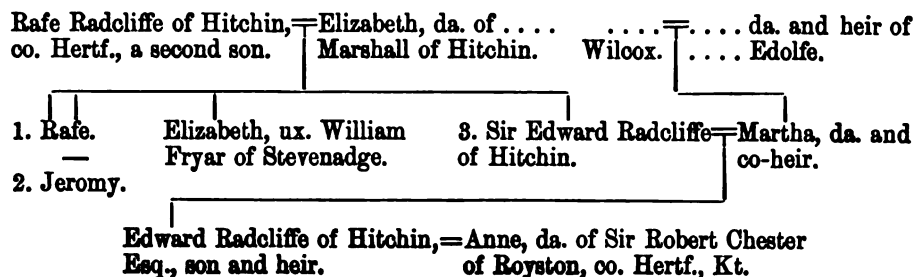 Rafe Radcliffe of Hitchin,=Elizabeth, da. of .... ....=.... da. and heir of
co. Hertf., a second son. Marshall of Hitchin. Wilcox. .... Edolfe.
1. Rafe. Elizabeth, ux. William 3. Sir Edward Radcliffe=Martha, da. and
Fryar of Stevenadge. of Hitchin. co-heir.
2. Jeromy.
Edward Radcliffe of Hitchin,=Anne, da. of Sir Robert Chester
Esq., son and heir. of Royston, co. Hertf., Kt.